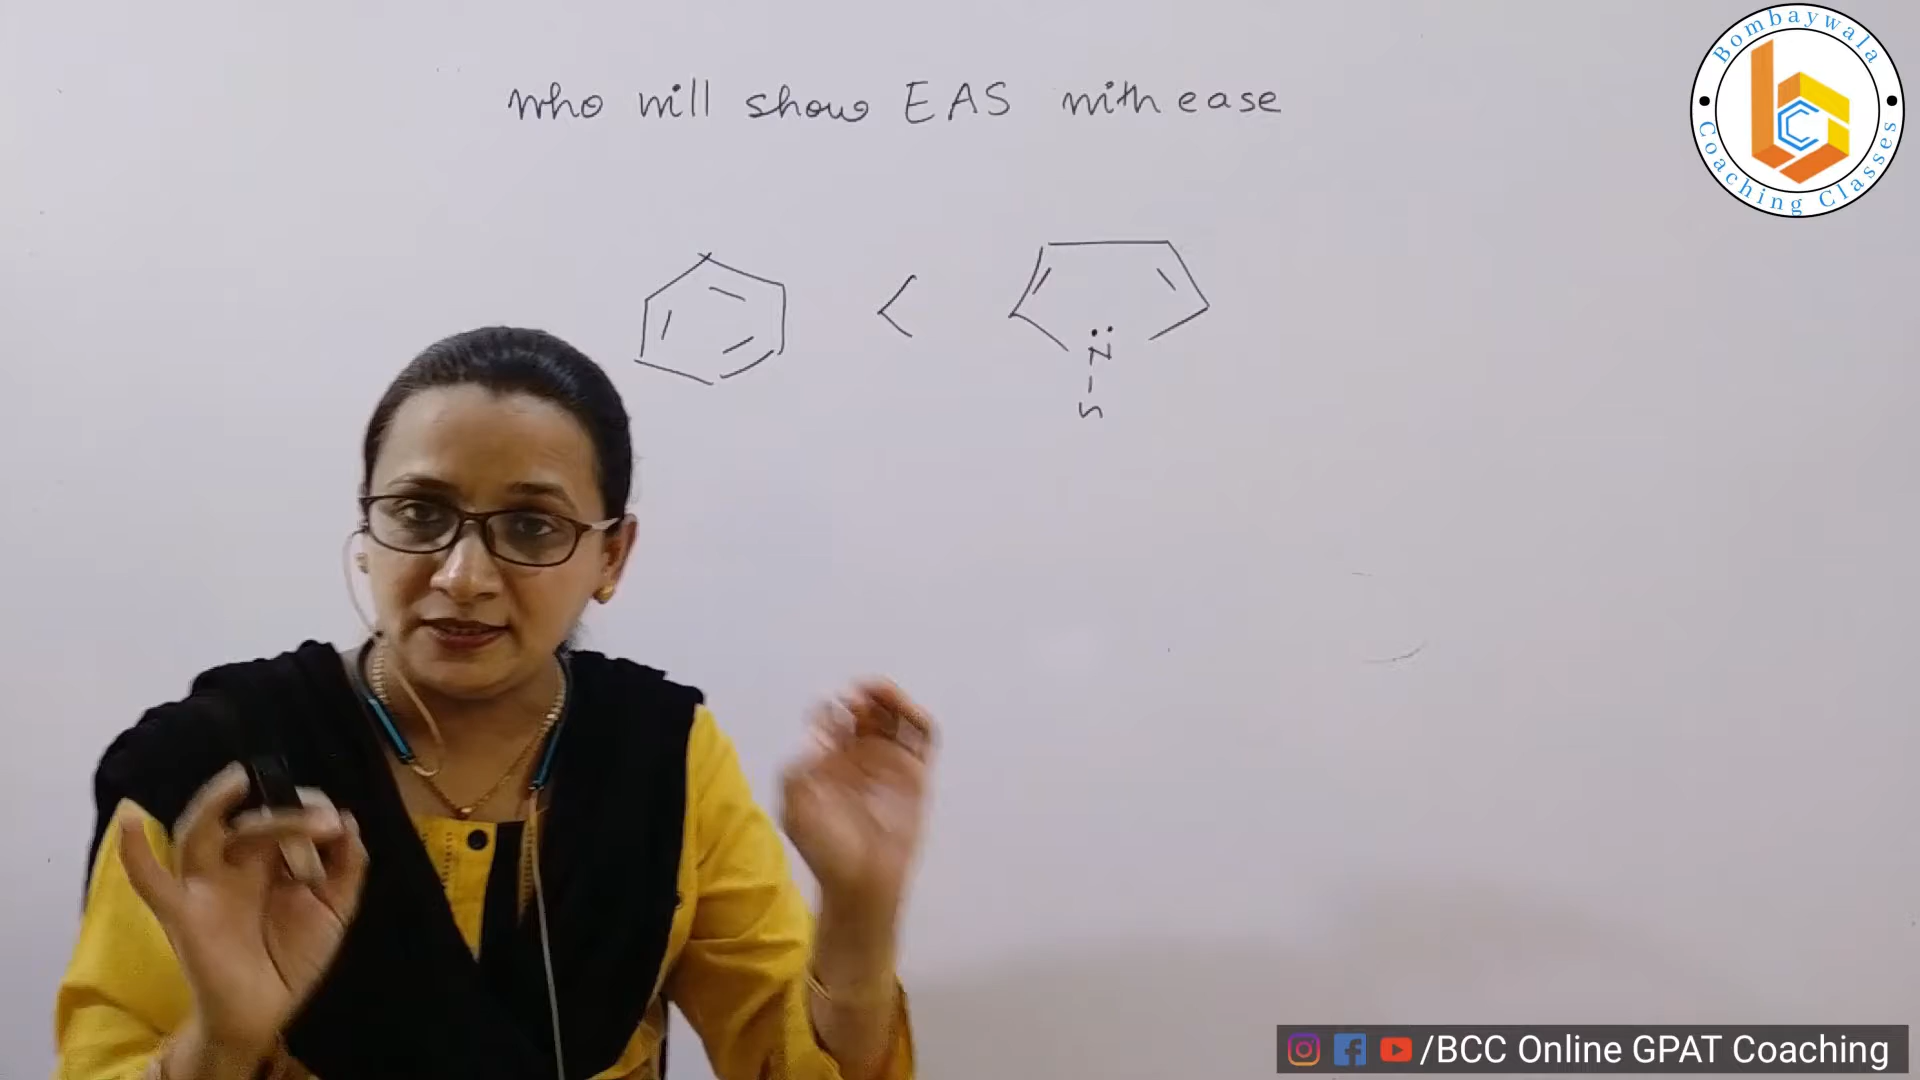 who will show EAS with ease
<
N
H
Bombaywala
Coaching Classes
/BCC Online GPAT Coaching